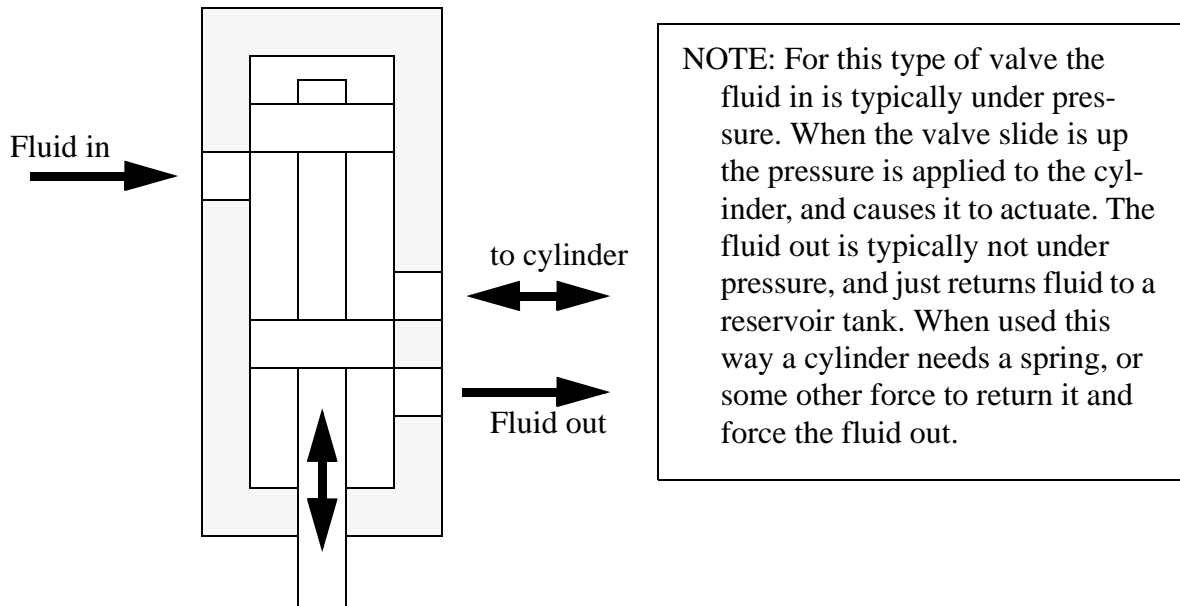 Fluid in
to cylinder
Fluid out
NOTE: For this type of valve the
fluid in is typically under pres-
sure. When the valve slide is up
the pressure is applied to the cyl-
inder, and causes it to actuate. The
fluid out is typically not under
pressure, and just returns fluid to a
reservoir tank. When used this
way a cylinder needs a spring, or
some other force to return it and
force the fluid out.